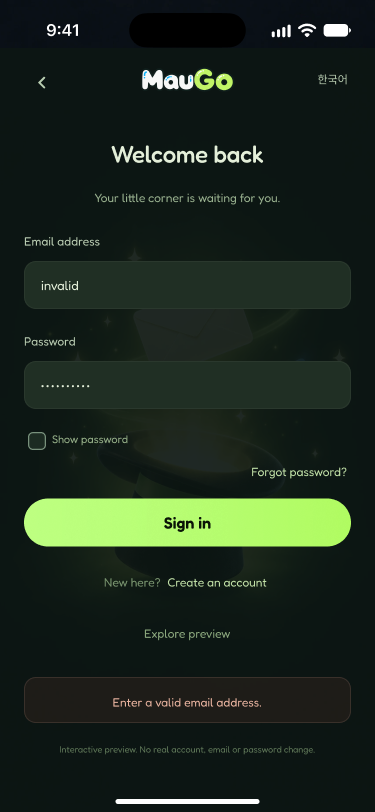 9:41
MauGo
한국어
Welcome back
Your little corner is waiting for you.
Email address
invalid
Password
••••••••••
Show password
Forgot password?
Sign in
New here? Create an account
Explore preview
Enter a valid email address.
Interactive preview. No real account, email or password change.